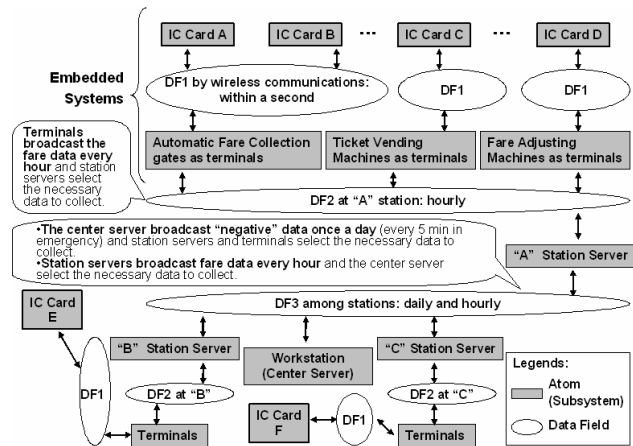 IC Card A
IC Card B
...
IC Card C
...
IC Card D
Embedded
Systems
DF1 by wireless communications:
within a second
DF1
DF1
Terminals
broadcast the
fare data every
hour and station
servers select
the necessary
data to collect.
Automatic Fare Collection
gates as terminals
Ticket Vending
Machines as terminals
Fare Adjusting
Machines as terminals
DF2 at “A” station: hourly
•The center server broadcast “negative” data once a day (every 5 min in
emergency) and station servers and terminals select the necessary data to
collect.
•Station servers broadcast fare data every hour and the center server
select the necessary data to collect.
“A” Station Server
DF3 among stations: daily and hourly
IC Card
E
“B” Station Server
Workstation
(Center Server)
“C” Station Server
DF1
DF2 at “B”
DF2 at “C”
Terminals
IC Card
F
DF1
Terminals
Legends:
Atom
(Subsystem)
Data Field